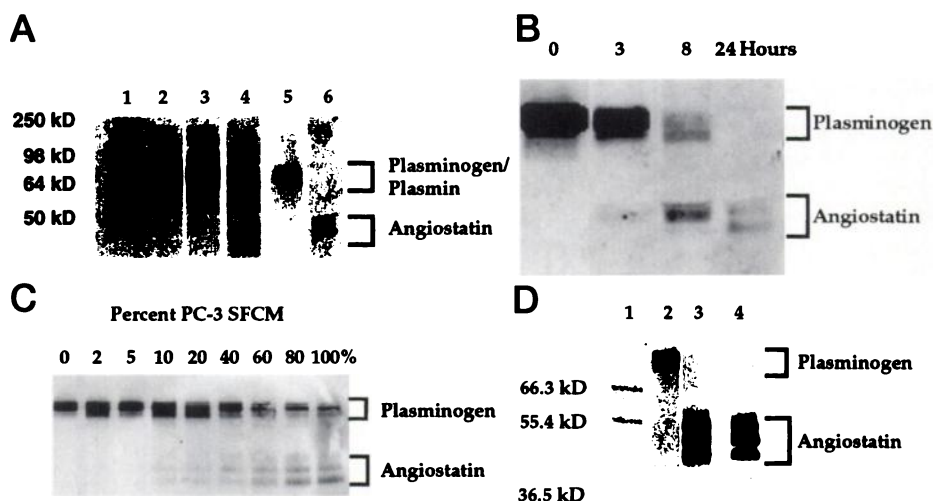 A
1 2 3 4 5 6
250 kD
98 kD
64 kD
50 kD
Plasminogen/
Plasmin
Angiostatin
B
0 3 8 24 Hours
Plasminogen
Angiostatin
C
Percent PC-3 SFCM
0 2 5 10 20 40 60 80 100%
Plasminogen
Angiostatin
D
1 2 3 4
66.3 kD
55.4 kD
36.5 kD
Plasminogen
Angiostatin